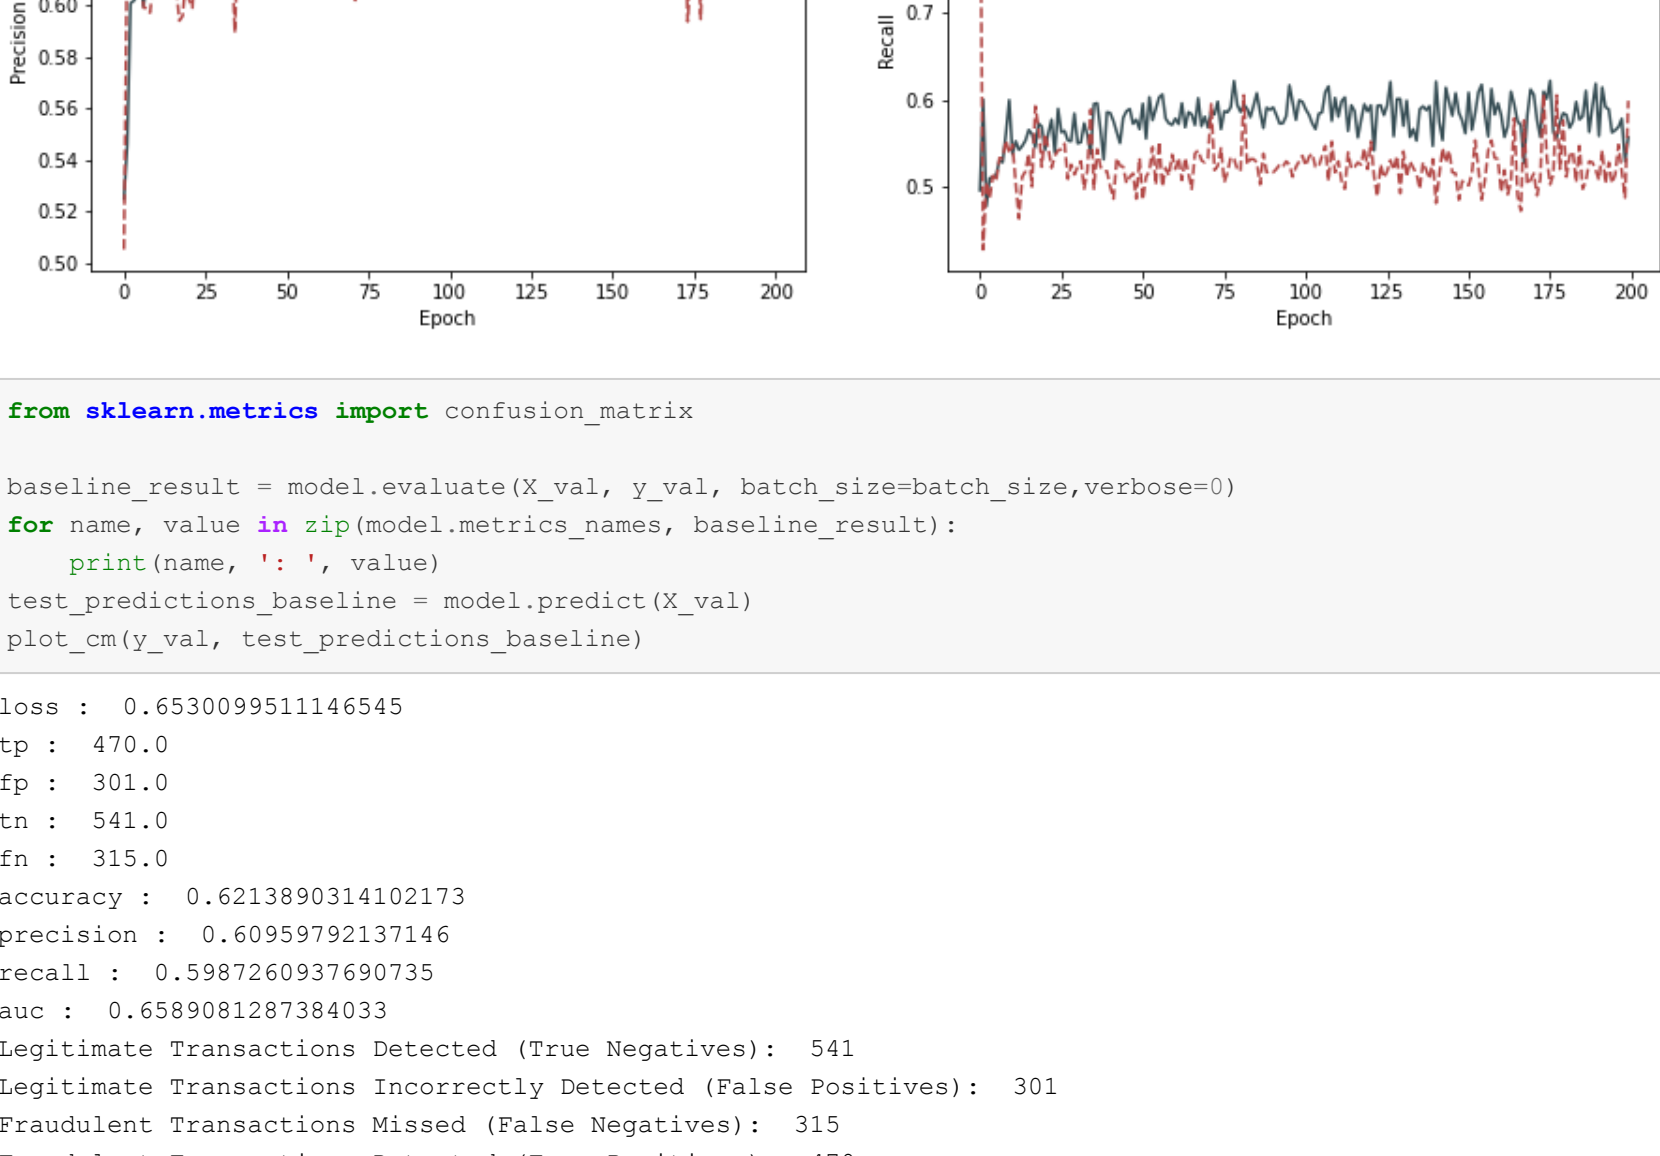 Precision
0.60
0.58
0.56
0.54
0.52
0.50
0 25 50 75 100 125 150 175 200
Epoch
Recall
0.7
0.6
0.5
0 25 50 75 100 125 150 175 200
Epoch
from sklearn.metrics import confusion_matrix
baseline_result = model.evaluate(X_val, y_val, batch_size=batch_size,verbose=0)
for name, value in zip(model.metrics_names, baseline_result):
    print(name, ': ', value)
test_predictions_baseline = model.predict(X_val)
plot_cm(y_val, test_predictions_baseline)
loss :  0.6530099511146545
tp :  470.0
fp :  301.0
tn :  541.0
fn :  315.0
accuracy :  0.6213890314102173
precision :  0.60959792137146
recall :  0.5987260937690735
auc :  0.6589081287384033
Legitimate Transactions Detected (True Negatives):  541
Legitimate Transactions Incorrectly Detected (False Positives):  301
Fraudulent Transactions Missed (False Negatives):  315